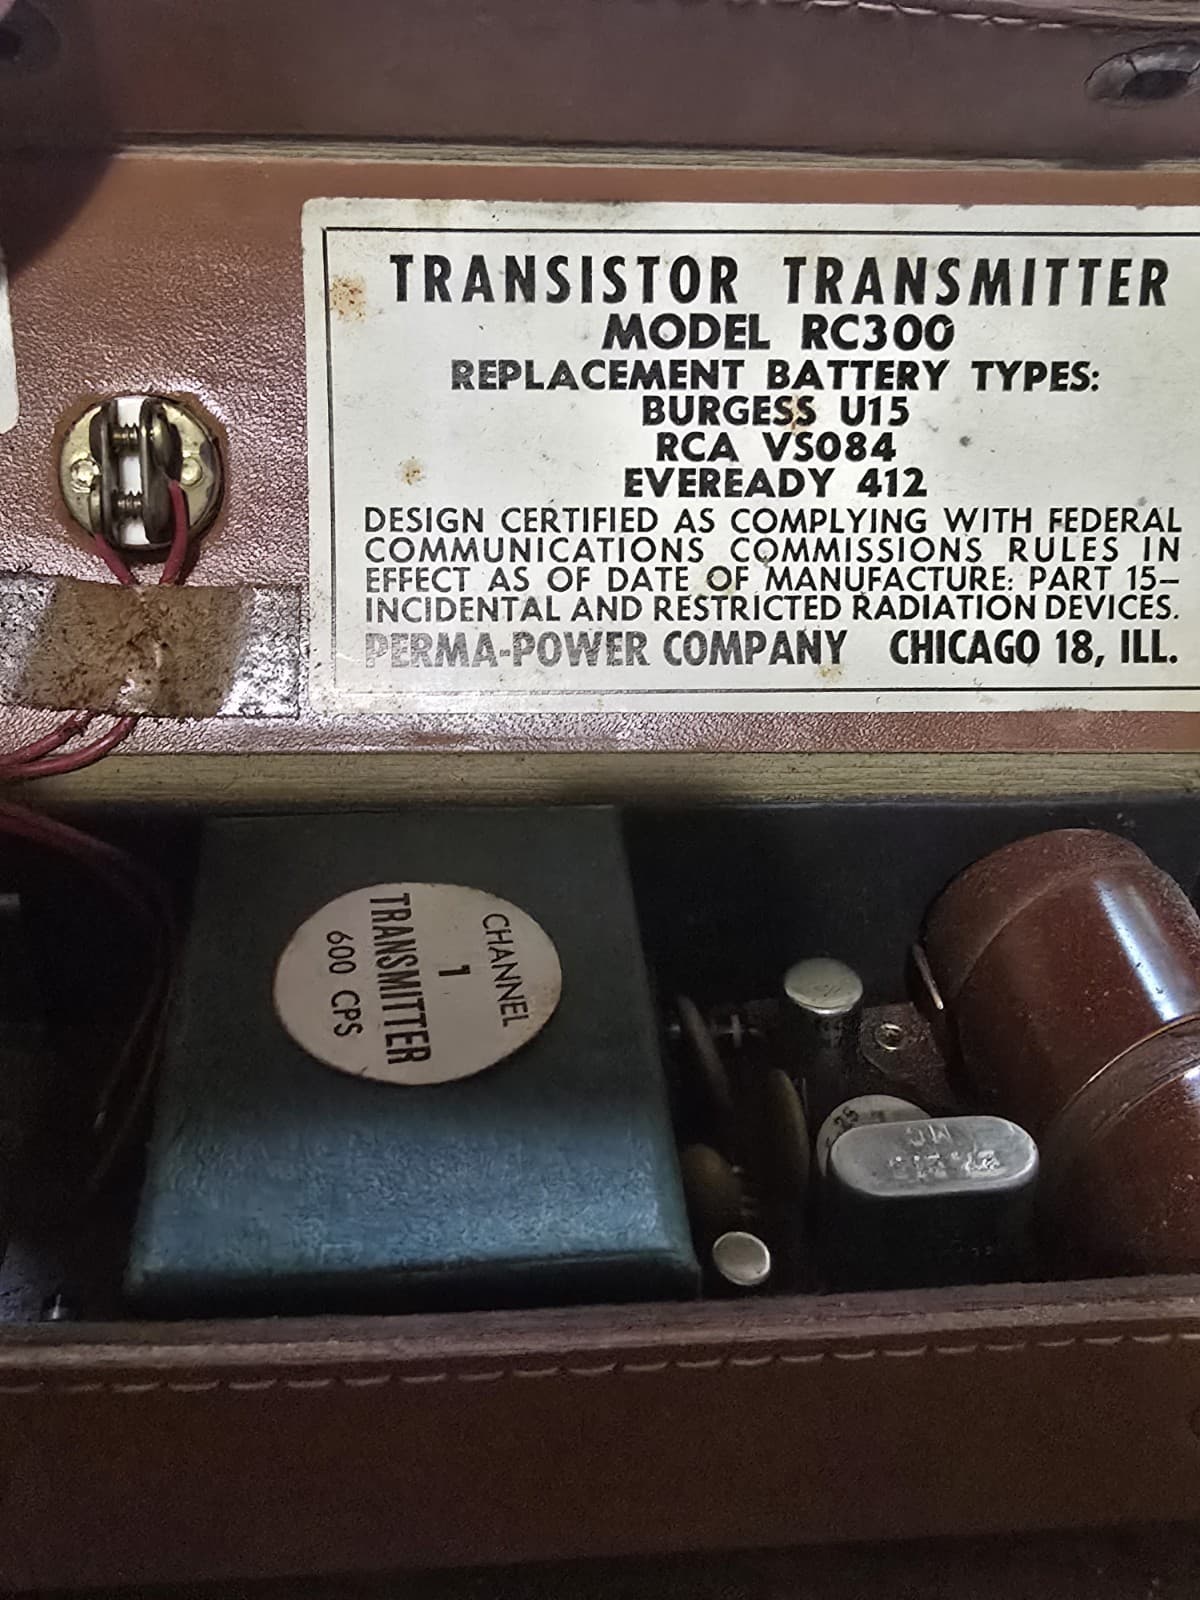 TRANSISTOR TRANSMITTER
MODEL RC300
REPLACEMENT BATTERY TYPES:
BURGESS U15
RCA VS084
EVEREADY 412
DESIGN CERTIFIED AS COMPLYING WITH FEDERAL
COMMUNICATIONS COMMISSIONS RULES IN
EFFECT AS OF DATE OF MANUFACTURE: PART 15–
INCIDENTAL AND RESTRICTED RADIATION DEVICES.
PERMA-POWER COMPANY CHICAGO 18, ILL.
CHANNEL
1
TRANSMITTER
600 CPS
25
MC